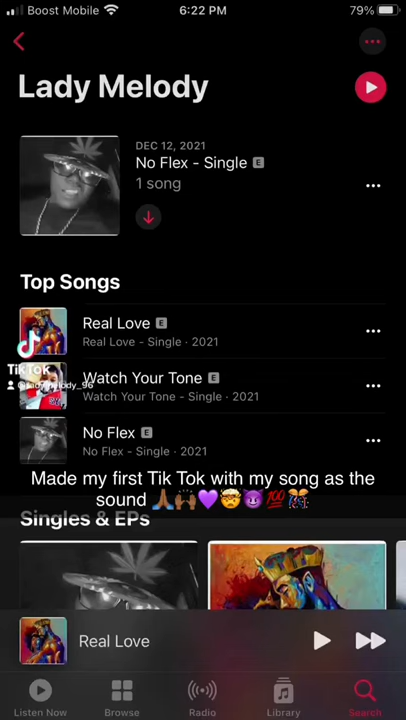 Boost Mobile 6:22 PM 79%
Lady Melody
DEC 12, 2021
No Flex - Single E
1 song
Top Songs
Real Love E
Real Love - Single · 2021
TikTok
Watch Your Tone E
Watch Your Tone - Single · 2021
No Flex E
No Flex - Single · 2021
Made my first Tik Tok with my song as the
sound 🙏🏾🙌🏾💜🤯😈💯🎊
Singles & EPs
Real Love
Listen Now Browse Radio Library Search